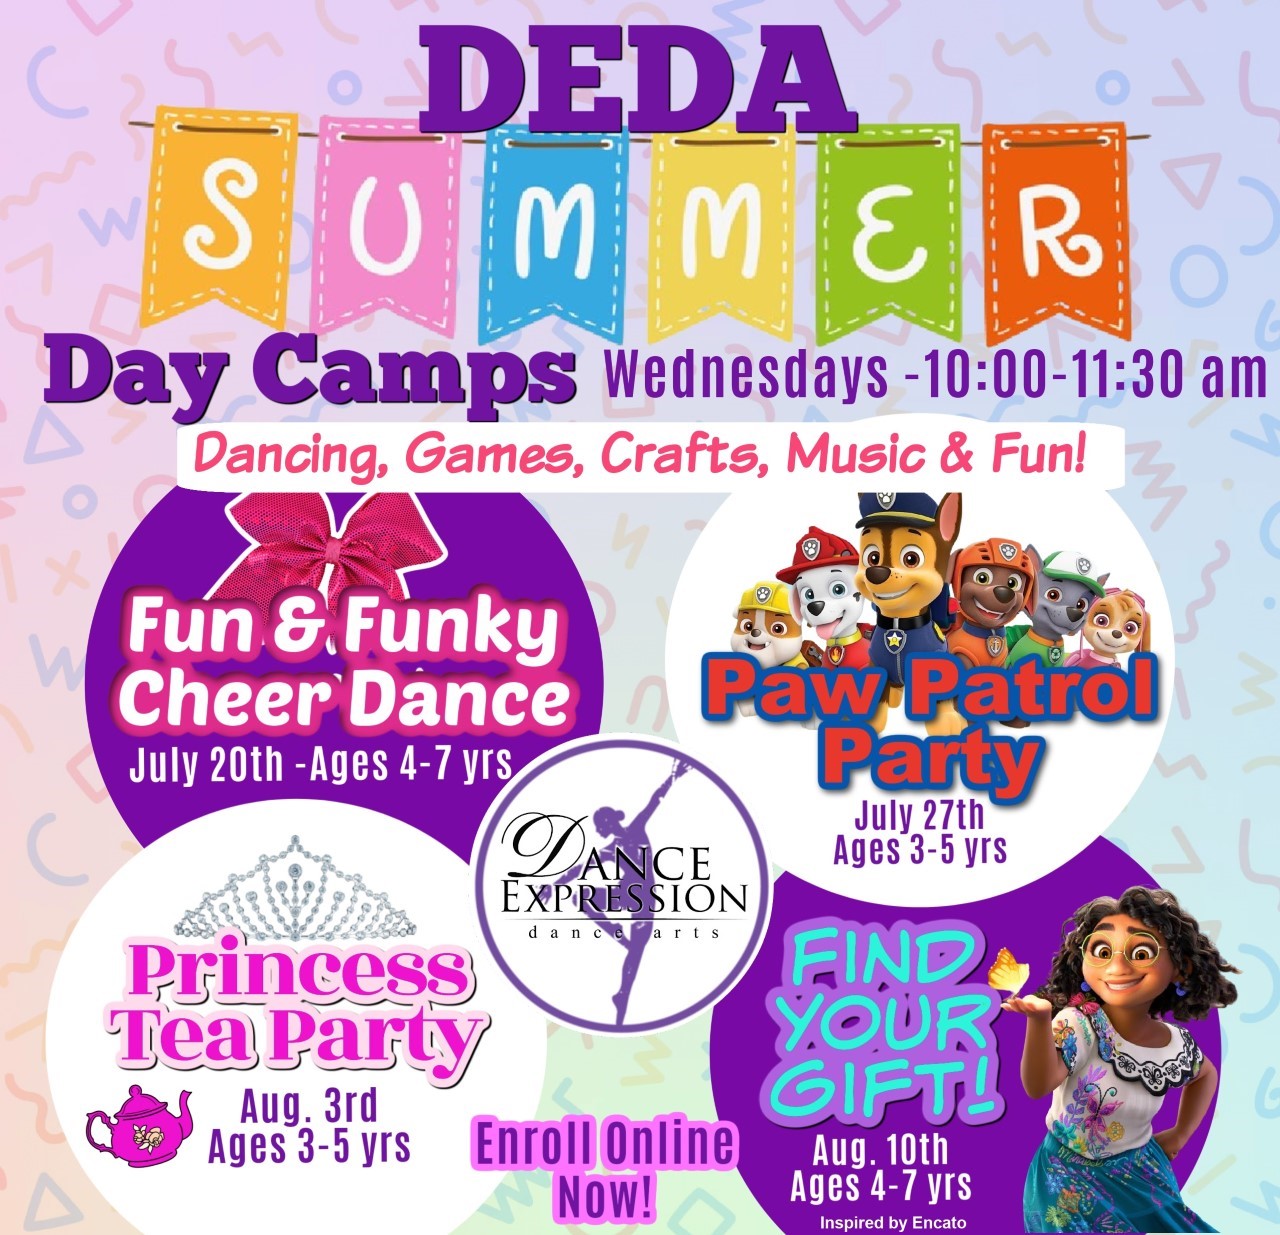 DEDA
SUMMER
Day Camps Wednesdays -10:00-11:30 am
Dancing, Games, Crafts, Music & Fun!
Fun & Funky
Cheer Dance
July 20th -Ages 4-7 yrs
Paw Patrol
Party
July 27th
Ages 3-5 yrs
Dance
Expression
dance arts
Princess
Tea Party
Aug. 3rd
Ages 3-5 yrs
FIND
YOUR
GIFT!
Aug. 10th
Ages 4-7 yrs
Inspired by Encato
Enroll Online
Now!